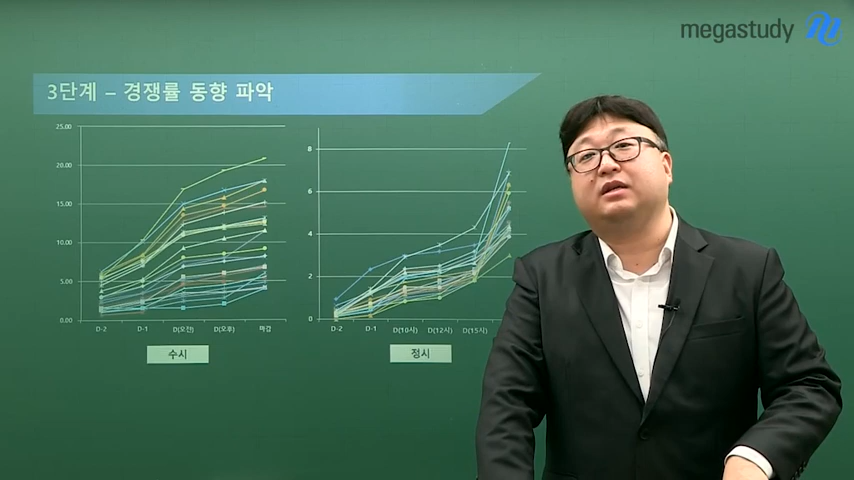 megastudy
3단계 – 경쟁률 동향 파악
25.00
20.00
15.00
10.00
5.00
0.00
D-2 D-1 D(오전) D(오후) 마감
수시
8
6
4
2
0
D-2 D-1 D(10시) D(12시) D(15시)
정시